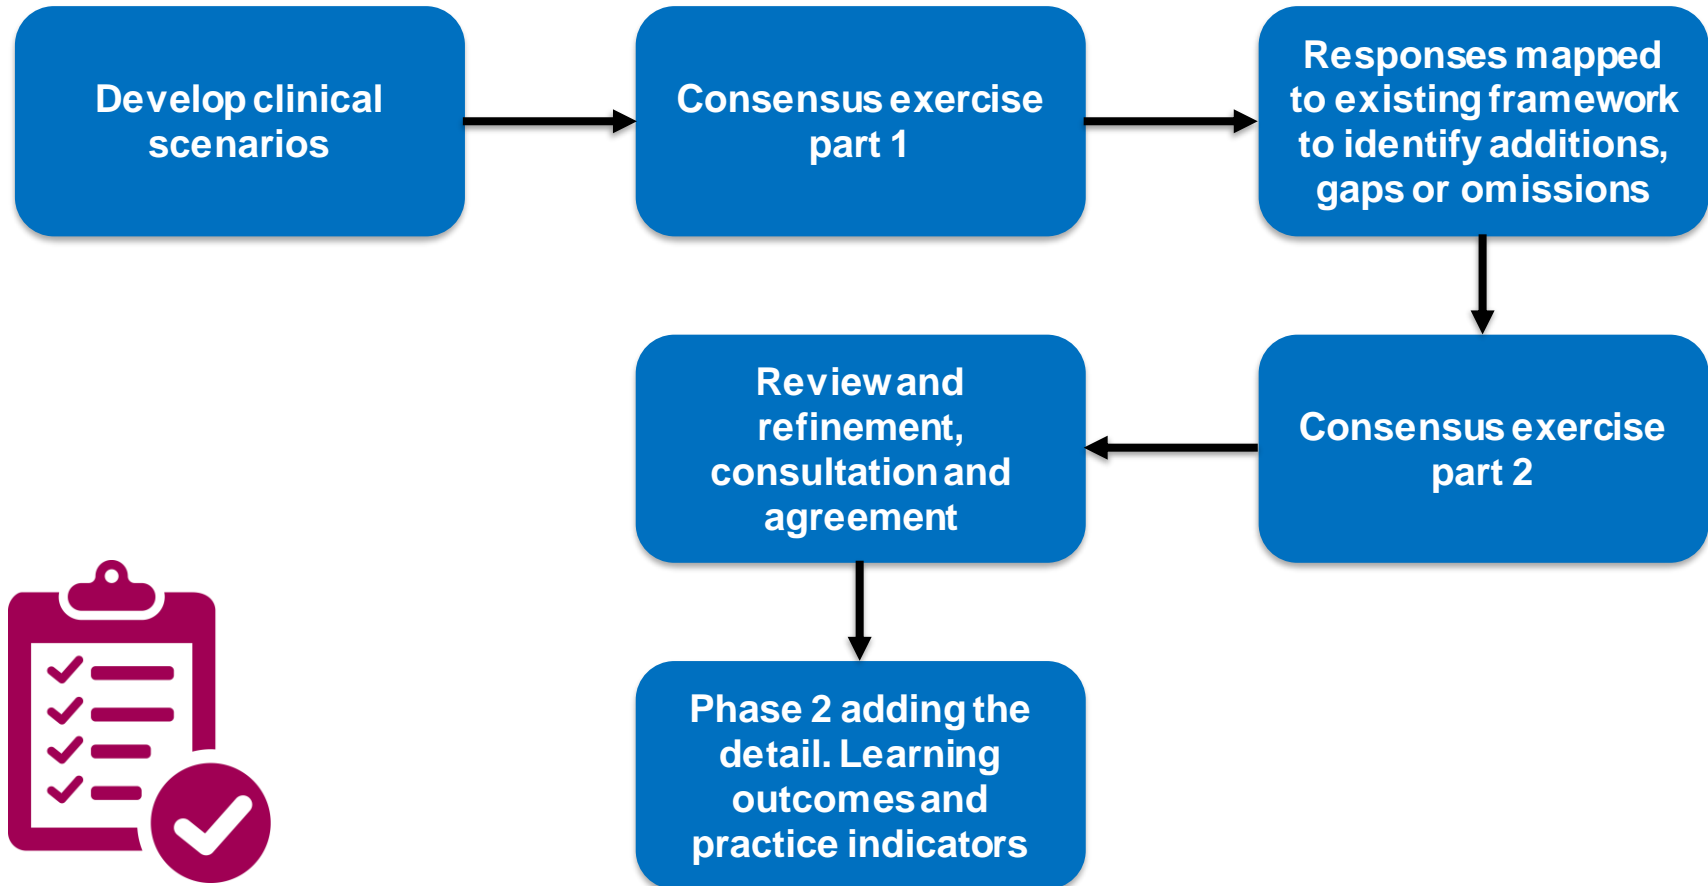 Develop clinical
scenarios
Consensus exercise
part 1
Responses mapped
to existing framework
to identify additions,
gaps or omissions
Consensus exercise
part 2
Review and
refinement,
consultation and
agreement
Phase 2 adding the
detail. Learning
outcomes and
practice indicators